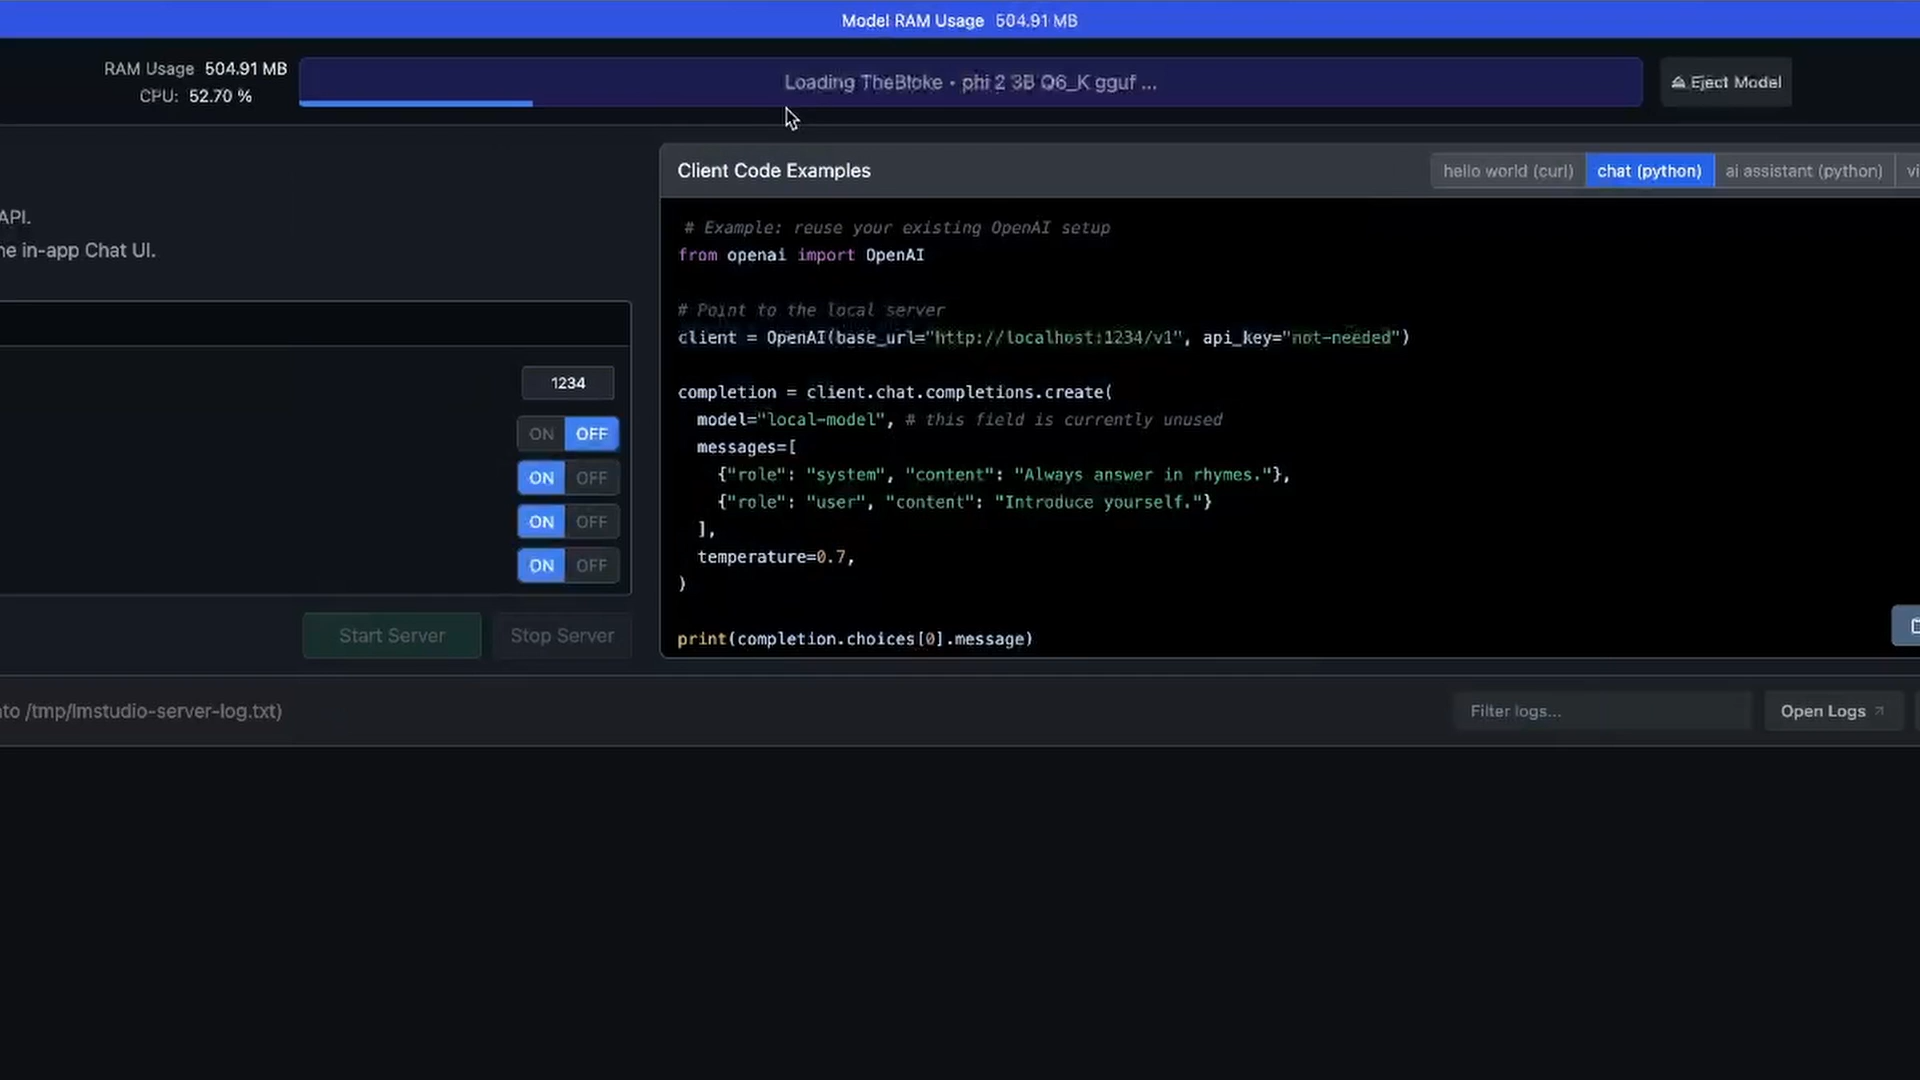 Model RAM Usage 504.91 MB
RAM Usage 504.91 MB
CPU: 52.70 %
Loading TheBloke • phi 2 3B Q6_K gguf ...
Eject Model
Client Code Examples
hello world (curl)
chat (python)
ai assistant (python)
vi
API.
ne in-app Chat UI.
1234
ON OFF
ON OFF
ON OFF
ON OFF
Start Server
Stop Server
# Example: reuse your existing OpenAI setup
from openai import OpenAI
# Point to the local server
client = OpenAI(base_url="http://localhost:1234/v1", api_key="not-needed")
completion = client.chat.completions.create(
model="local-model", # this field is currently unused
messages=[
{"role": "system", "content": "Always answer in rhymes."},
{"role": "user", "content": "Introduce yourself."}
],
temperature=0.7,
)
print(completion.choices[0].message)
nto /tmp/lmstudio-server-log.txt)
Filter logs...
Open Logs